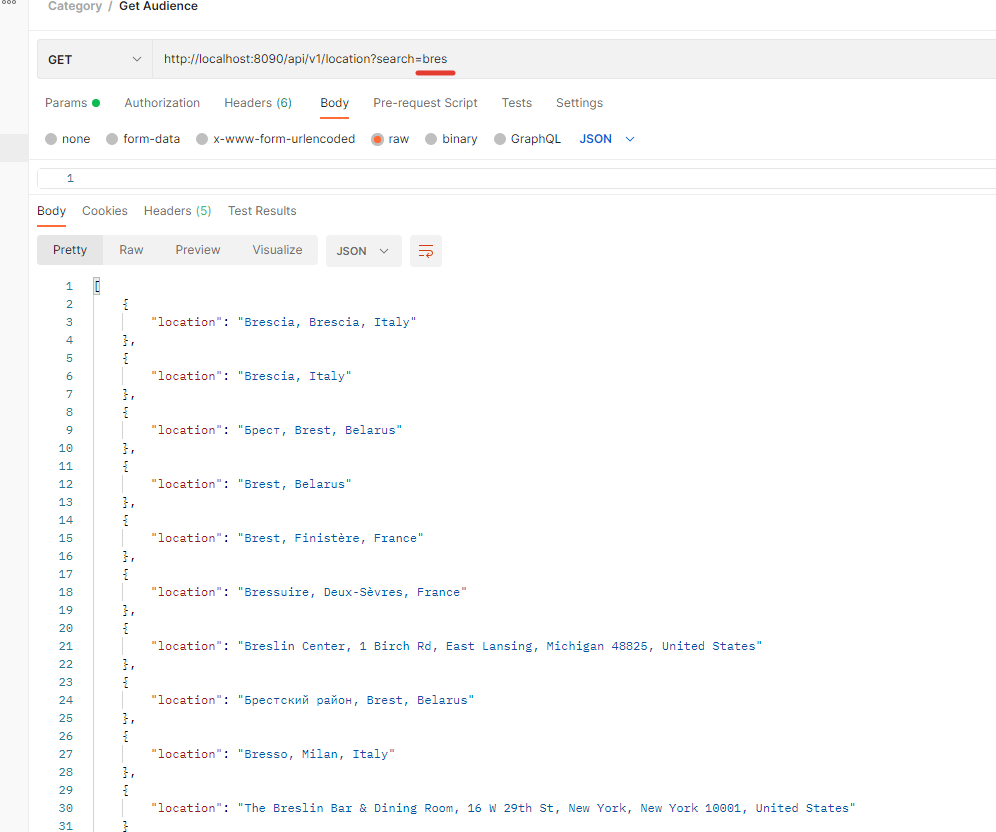 Category / Get Audience
GET http://localhost:8090/api/v1/location?search=bres
Params Authorization Headers (6) Body Pre-request Script Tests Settings
none form-data x-www-form-urlencoded raw binary GraphQL JSON
1
Body Cookies Headers (5) Test Results
Pretty Raw Preview Visualize JSON
1 [
2 {
3 "location": "Brescia, Brescia, Italy"
4 },
5 {
6 "location": "Brescia, Italy"
7 },
8 {
9 "location": "Брест, Brest, Belarus"
10 },
11 {
12 "location": "Brest, Belarus"
13 },
14 {
15 "location": "Brest, Finistère, France"
16 },
17 {
18 "location": "Bressuire, Deux-Sèvres, France"
19 },
20 {
21 "location": "Breslin Center, 1 Birch Rd, East Lansing, Michigan 48825, United States"
22 },
23 {
24 "location": "Брестский район, Brest, Belarus"
25 },
26 {
27 "location": "Bresso, Milan, Italy"
28 },
29 {
30 "location": "The Breslin Bar & Dining Room, 16 W 29th St, New York, New York 10001, United States"
31 }